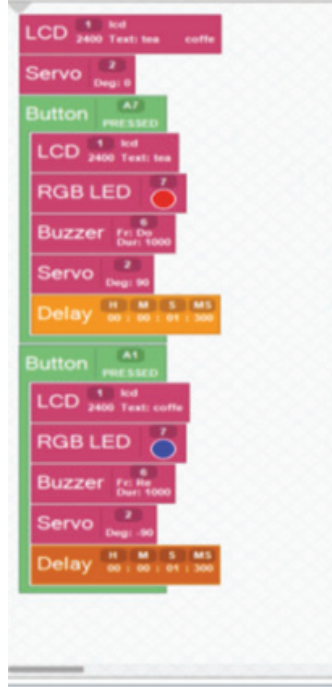 LCD 1 lcd
2400 Text: tea coffe
Servo 2
Deg: 0
Button A7
PRESSED
LCD 1 lcd
2400 Text: tea
RGB LED 7
Buzzer 6
Fr: Do
Dur: 1000
Servo 2
Deg: 90
Delay H M S MS
00 : 00 : 01 : 300
Button A1
PRESSED
LCD 1 lcd
2400 Text: coffe
RGB LED 7
Buzzer 6
Fr: Re
Dur: 1000
Servo 2
Deg: -90
Delay H M S MS
00 : 00 : 01 : 300